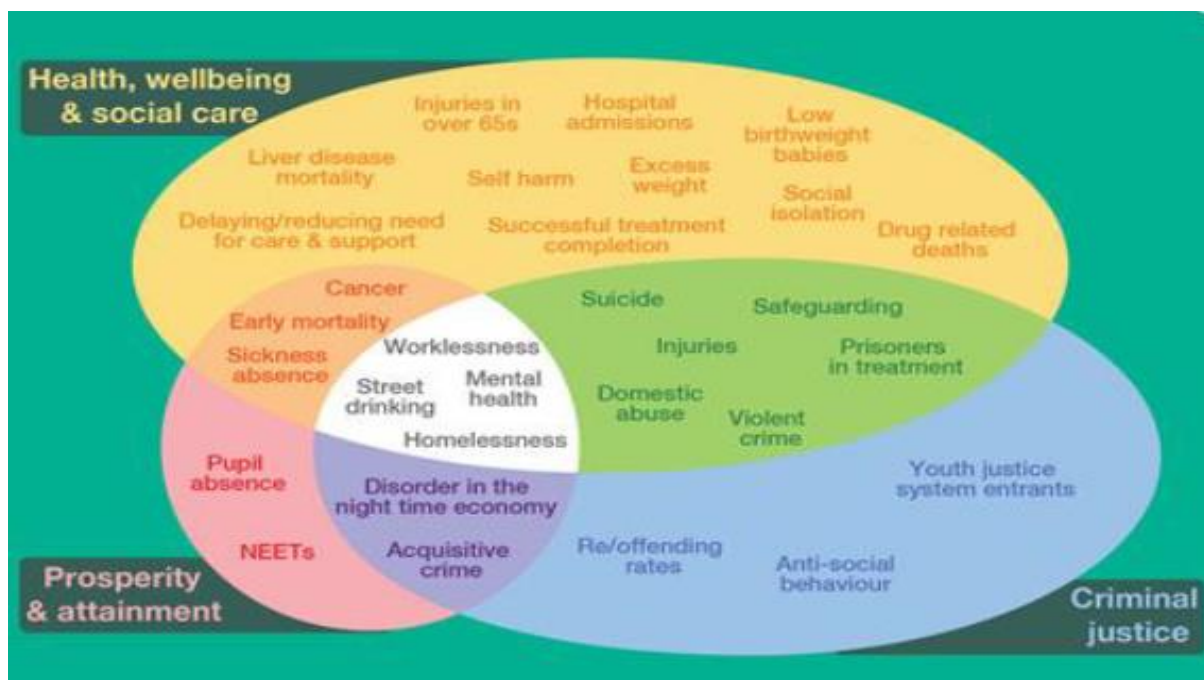 Health, wellbeing
& social care
Injuries in
over 65s
Hospital
admissions
Low
birthweight
babies
Liver disease
mortality
Self harm
Excess
weight
Social
isolation
Delaying/reducing need
for care & support
Successful treatment
completion
Drug related
deaths
Cancer
Early mortality
Sickness
absence
Worklessness
Street
drinking
Mental
health
Homelessness
Suicide
Safeguarding
Injuries
Prisoners
in treatment
Domestic
abuse
Violent
crime
Pupil
absence
NEETs
Disorder in the
night time economy
Acquisitive
crime
Re/offending
rates
Anti-social
behaviour
Youth justice
system entrants
Prosperity
& attainment
Criminal
justice